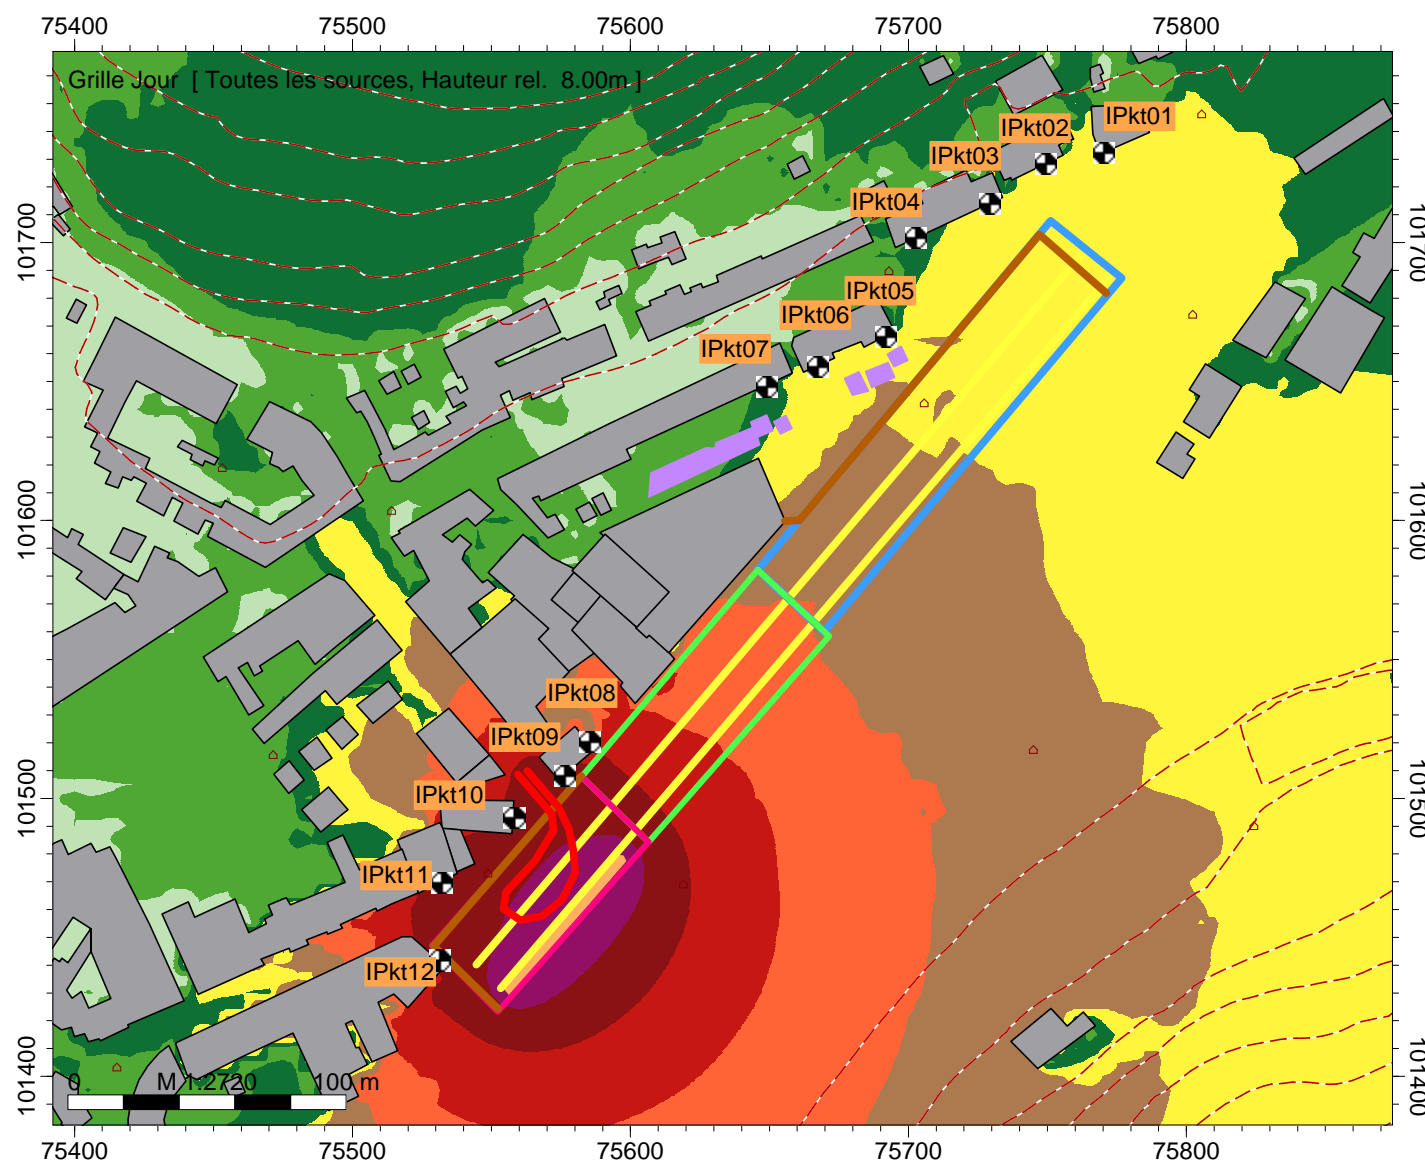 75400 75500 75600 75700 75800
Grille Jour [ Toutes les sources, Hauteur rel. 8.00m ]
IPkt01
IPkt02
IPkt03
IPkt04
101700 101700
IPkt05
IPkt06
IPkt07
101600 101600
IPkt08
IPkt09
IPkt10
101500 101500
IPkt11
IPkt12
101400 101400
0 M 1:2720 100 m
75400 75500 75600 75700 75800